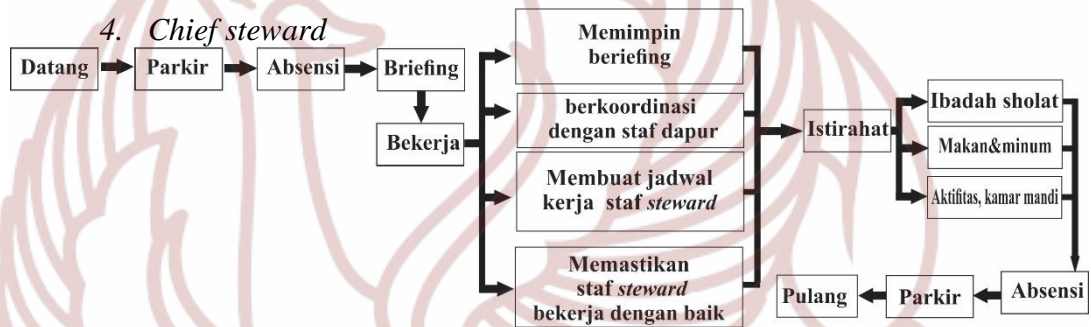 4. Chief steward
Datang
Parkir
Absensi
Briefing
Bekerja
Memimpin
beriefing
berkoordinasi
dengan staf dapur
Membuat jadwal
kerja staf steward
Memastikan
staf steward
bekerja dengan baik
Istirahat
Ibadah sholat
Makan&minum
Aktifitas, kamar mandi
Absensi
Parkir
Pulang